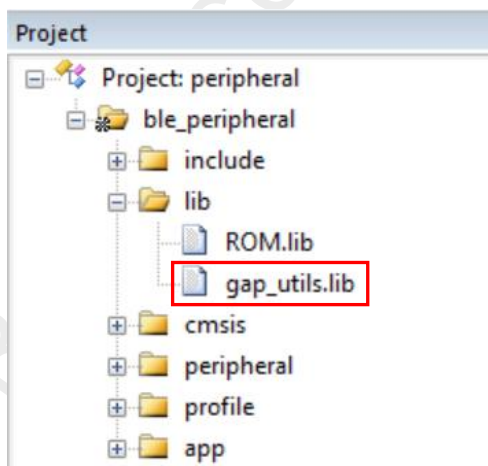 Project
Project: peripheral
ble_peripheral
include
lib
ROM.lib
gap_utils.lib
cmsis
peripheral
profile
app